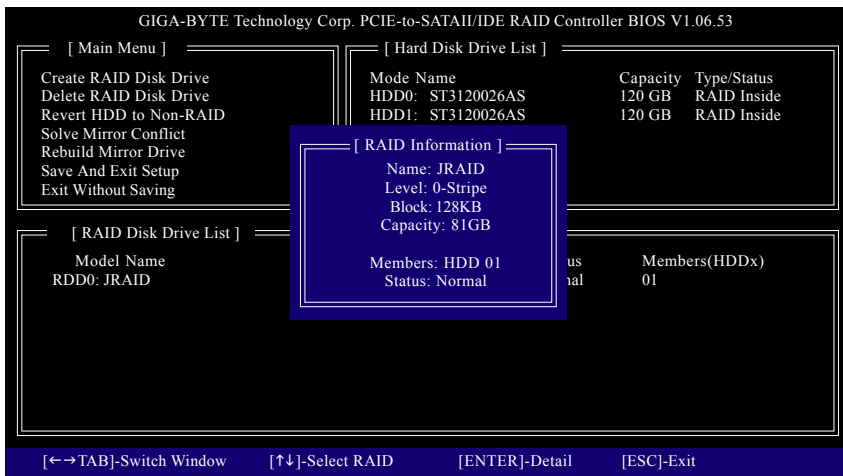 GIGA-BYTE Technology Corp. PCIE-to-SATAII/IDE RAID Controller BIOS V1.06.53
[ Main Menu ]
Create RAID Disk Drive
Delete RAID Disk Drive
Revert HDD to Non-RAID
Solve Mirror Conflict
Rebuild Mirror Drive
Save And Exit Setup
Exit Without Saving
[ Hard Disk Drive List ]
Mode Name Capacity Type/Status
HDD0: ST3120026AS 120 GB RAID Inside
HDD1: ST3120026AS 120 GB RAID Inside
[ RAID Information ]
Name: JRAID
Level: 0-Stripe
Block: 128KB
Capacity: 81GB
Members: HDD 01
Status: Normal
[ RAID Disk Drive List ]
Model Name us Members(HDDx)
RDD0: JRAID nal 01
[←→TAB]-Switch Window [↑↓]-Select RAID [ENTER]-Detail [ESC]-Exit